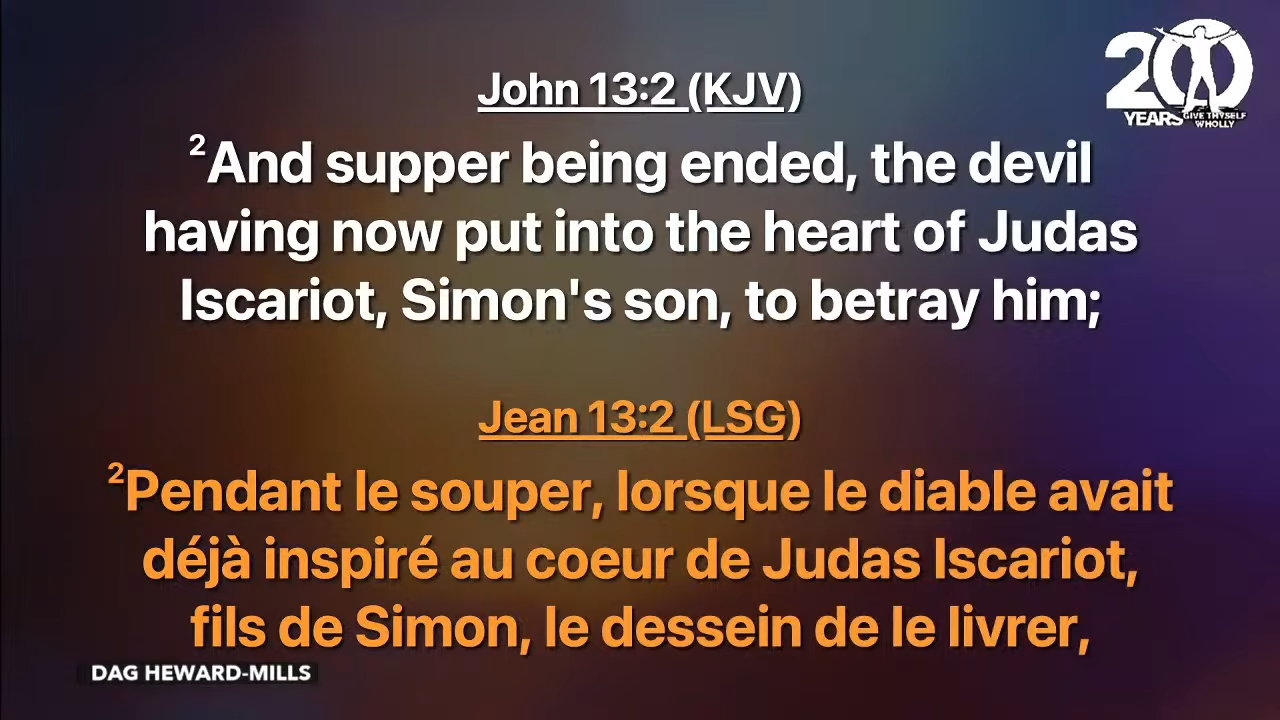 20
YEARS GIVE THYSELF
WHOLLY
John 13:2 (KJV)
²And supper being ended, the devil
having now put into the heart of Judas
Iscariot, Simon's son, to betray him;
Jean 13:2 (LSG)
²Pendant le souper, lorsque le diable avait
déjà inspiré au coeur de Judas Iscariot,
fils de Simon, le dessein de le livrer,
DAG HEWARD-MILLS